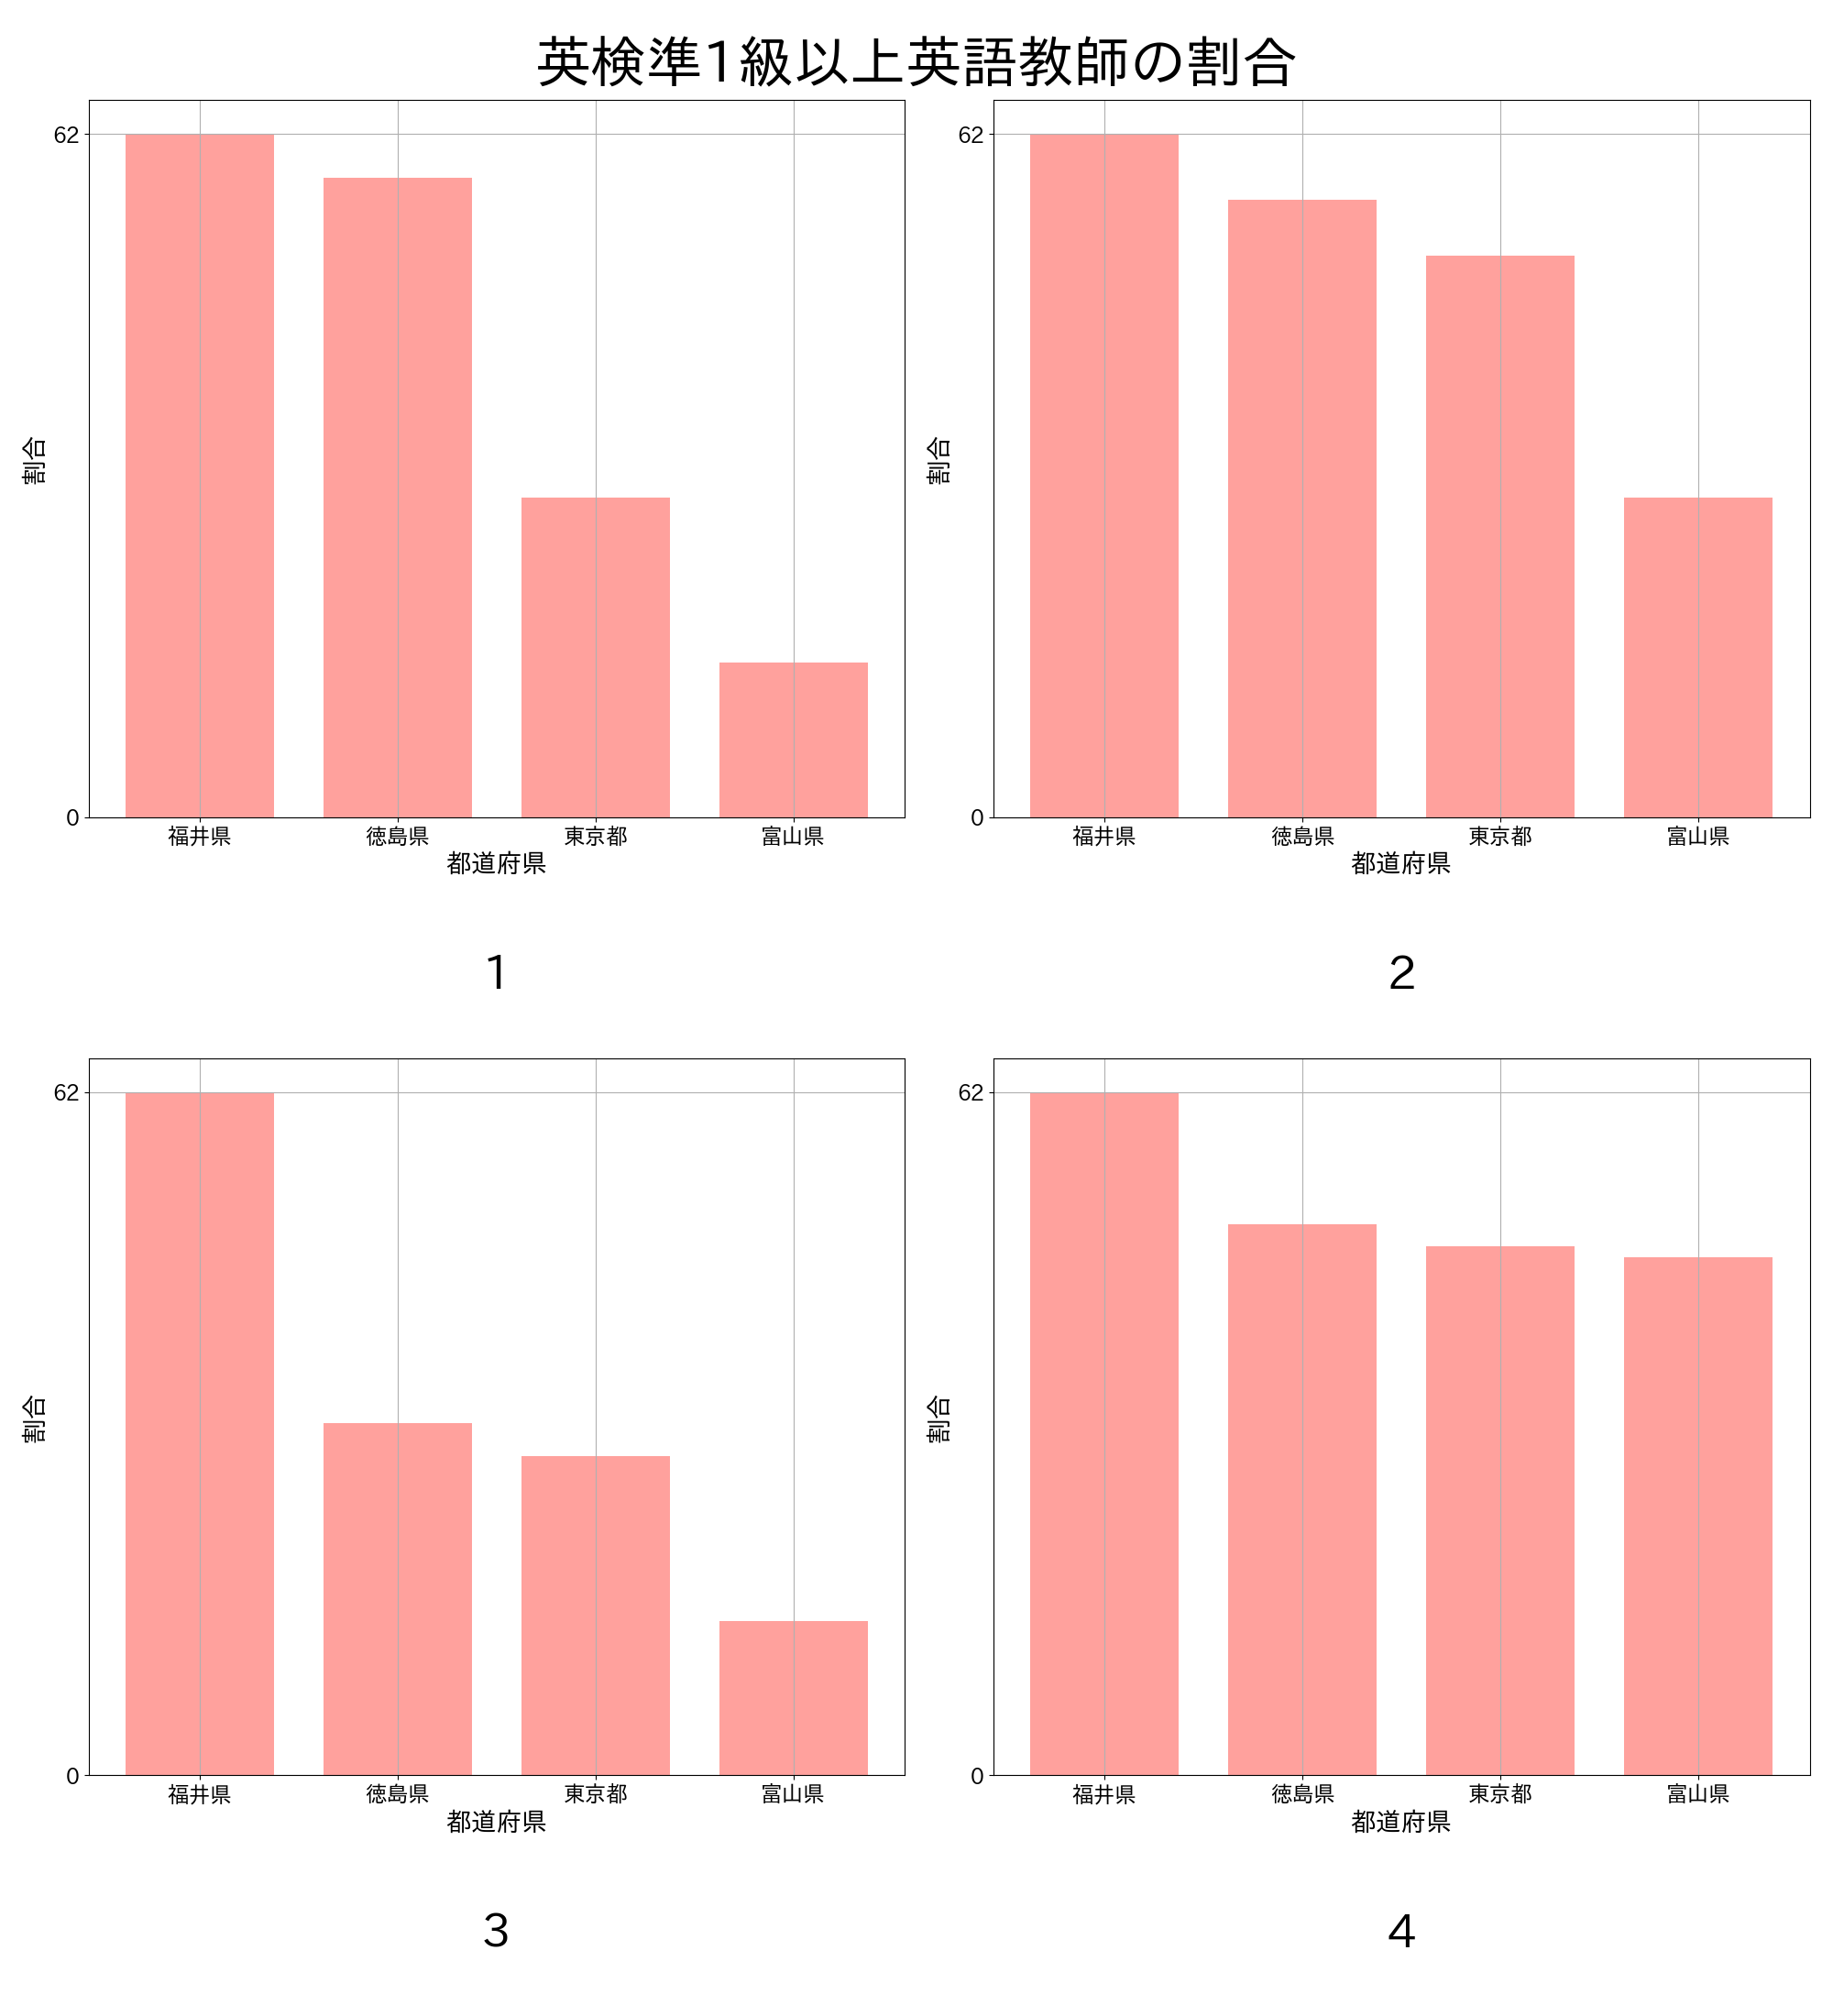 英検準1級以上英語教師の割合
62
割合
0
福井県 徳島県 東京都 富山県
都道府県
1
62
割合
0
福井県 徳島県 東京都 富山県
都道府県
2
62
割合
0
福井県 徳島県 東京都 富山県
都道府県
3
62
割合
0
福井県 徳島県 東京都 富山県
都道府県
4